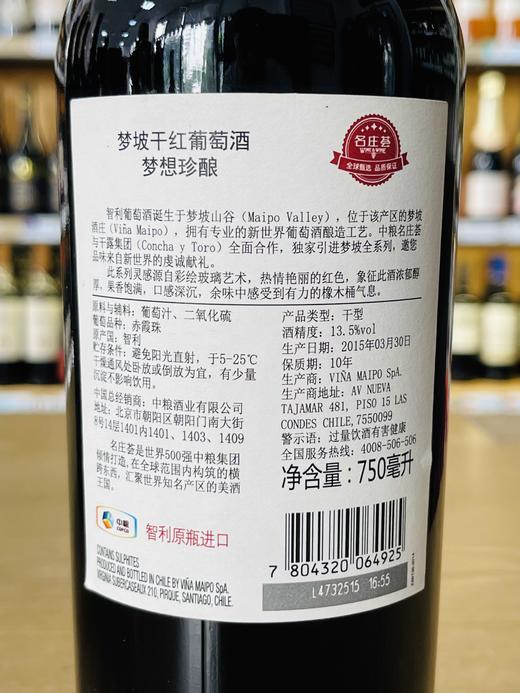 梦坡干红葡萄酒
梦想珍酿
名庄荟
WINE & WINE
全球甄选 品质保证
智利葡萄酒诞生于梦坡山谷（Maipo Valley），位于该产区的梦坡
酒庄（Viña Maipo），拥有专业的新世界葡萄酒酿造工艺。中粮名庄荟
与干露集团（Concha y Toro）全面合作，独家引进梦坡全系列，邀您
品味来自新世界的虔诚献礼。
此系列灵感源自彩绘玻璃艺术，热情艳丽的红色，象征此酒浓郁醇
厚，果香饱满，口感深沉，余味中感受到有力的橡木桶气息。
原料与辅料：葡萄汁、二氧化硫
葡萄品种：赤霞珠
原产国：智利
贮存条件：避免阳光直射，于5-25℃
干燥通风处卧放或倒放为宜，有少量
沉淀不影响饮用。
中国总经销商：中粮酒业有限公司
地址：北京市朝阳区朝阳门南大街
8号14层1401内1401、1403、1409
名庄荟是世界500强中粮集团
倾情打造，在全球范围内构筑的横
跨东西，汇聚世界知名产区的美酒
王国。
产品类型：干型
酒精度：13.5%vol
生产日期：2015年03月30日
保质期：10年
生产商：VIÑA MAIPO SpA.
生产商地址：AV NUEVA
TAJAMAR 481, PISO 15 LAS
CONDES CHILE, 7550099
警示语：过量饮酒有害健康
全国服务热线：4008-506-506
净含量：750毫升
中粮
COFCO
智利原瓶进口
CONTAINS SULPHITES
PRODUCED AND BOTTLED IN CHILE BY VIÑA MAIPO SpA.
VIRGINIA SUBERCASEAUX 210, PIRQUE, SANTIAGO, CHILE.
7 804320 064925
L4732515 16:55